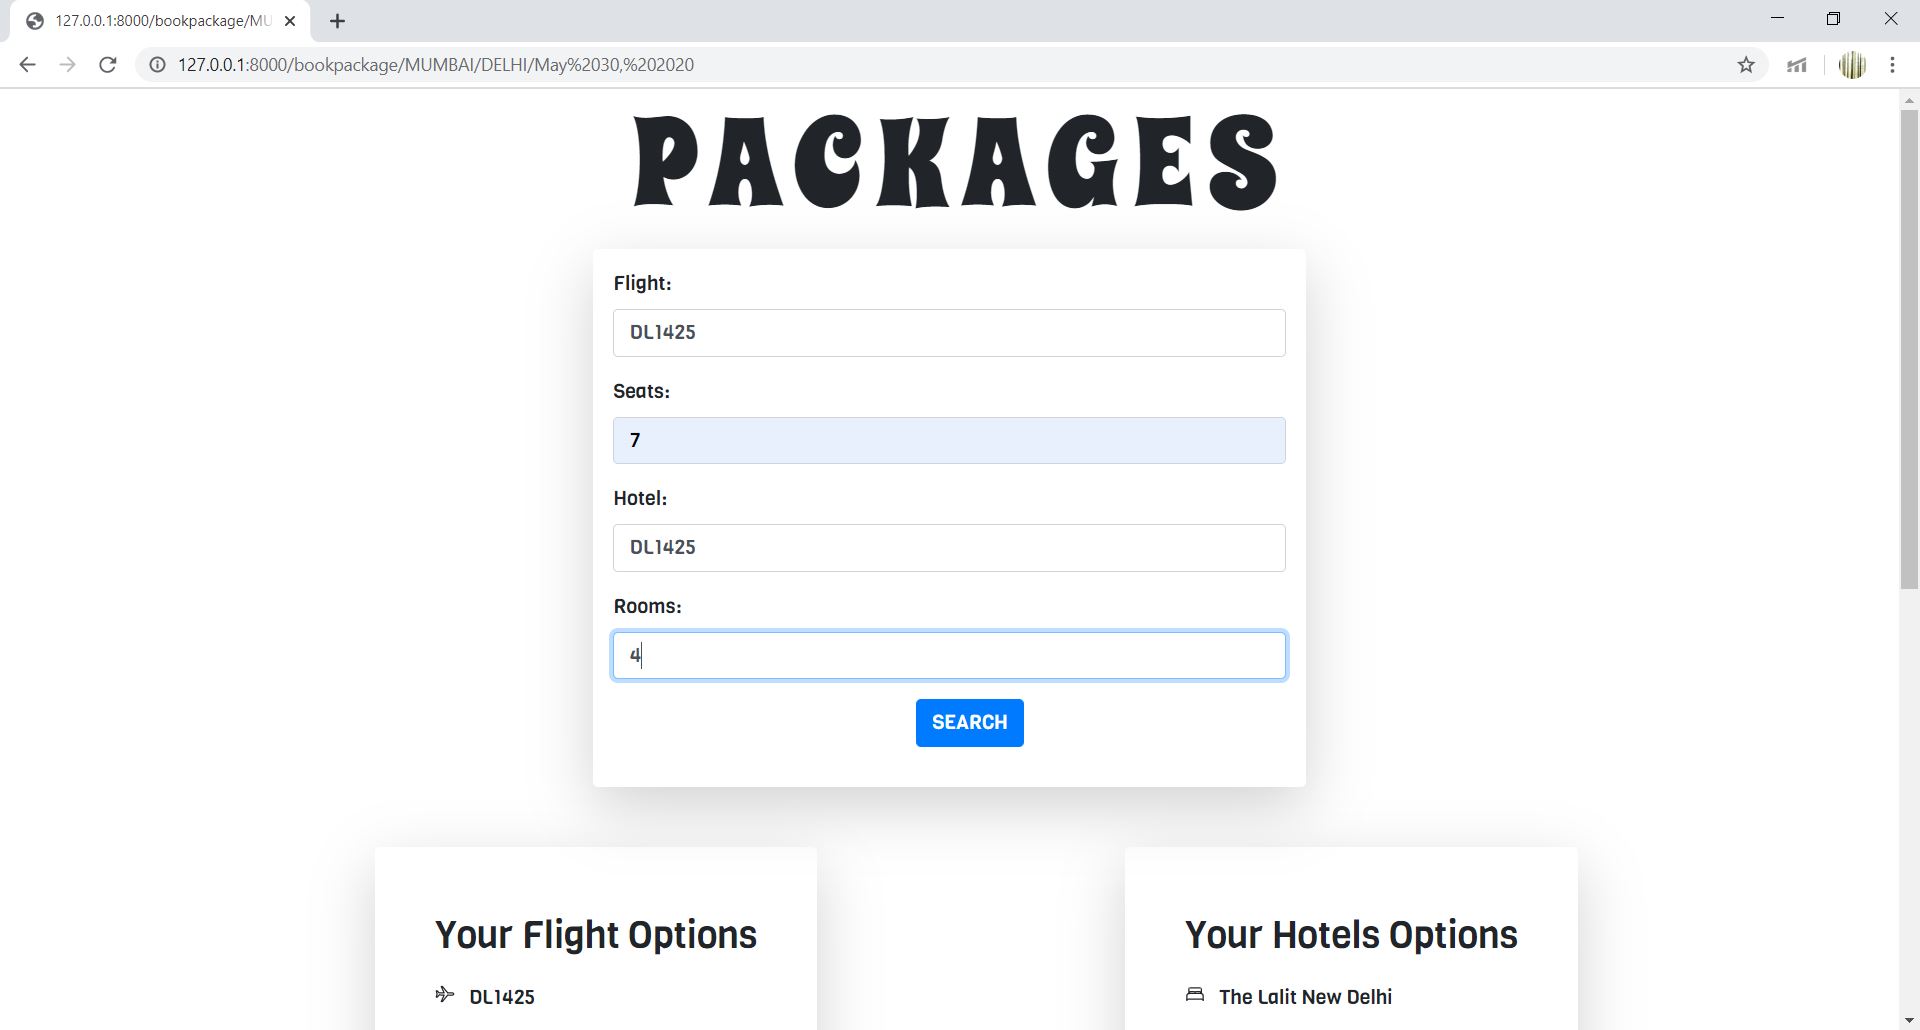 127.0.0.1:8000/bookpackage/MU
127.0.0.1:8000/bookpackage/MUMBAI/DELHI/May%2030,%202020
PACKAGES
Flight:
DL1425
Seats:
7
Hotel:
DL1425
Rooms:
4
SEARCH
Your Flight Options
DL1425
Your Hotels Options
The Lalit New Delhi